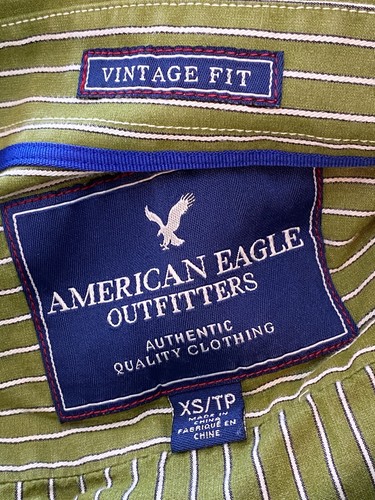 VINTAGE FIT
AMERICAN EAGLE
OUTFITTERS
AUTHENTIC
QUALITY CLOTHING
XS/TP
MADE IN
CHINA
FABRIQUÉ EN
CHINE